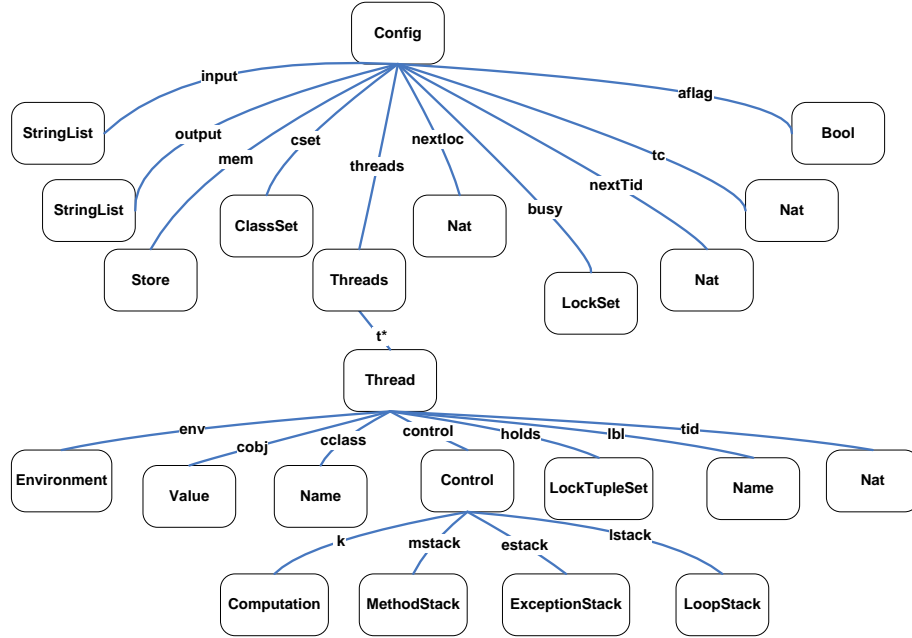 Config
input
aflag
StringList
output
cset
nextloc
tc
Bool
mem
threads
nextTid
StringList
ClassSet
Nat
busy
Nat
Store
Threads
LockSet
Nat
t*
Thread
env
cobj
cclass
control
holds
lbl
tid
Environment
Value
Name
Control
LockTupleSet
Name
Nat
k
mstack
estack
lstack
Computation
MethodStack
ExceptionStack
LoopStack